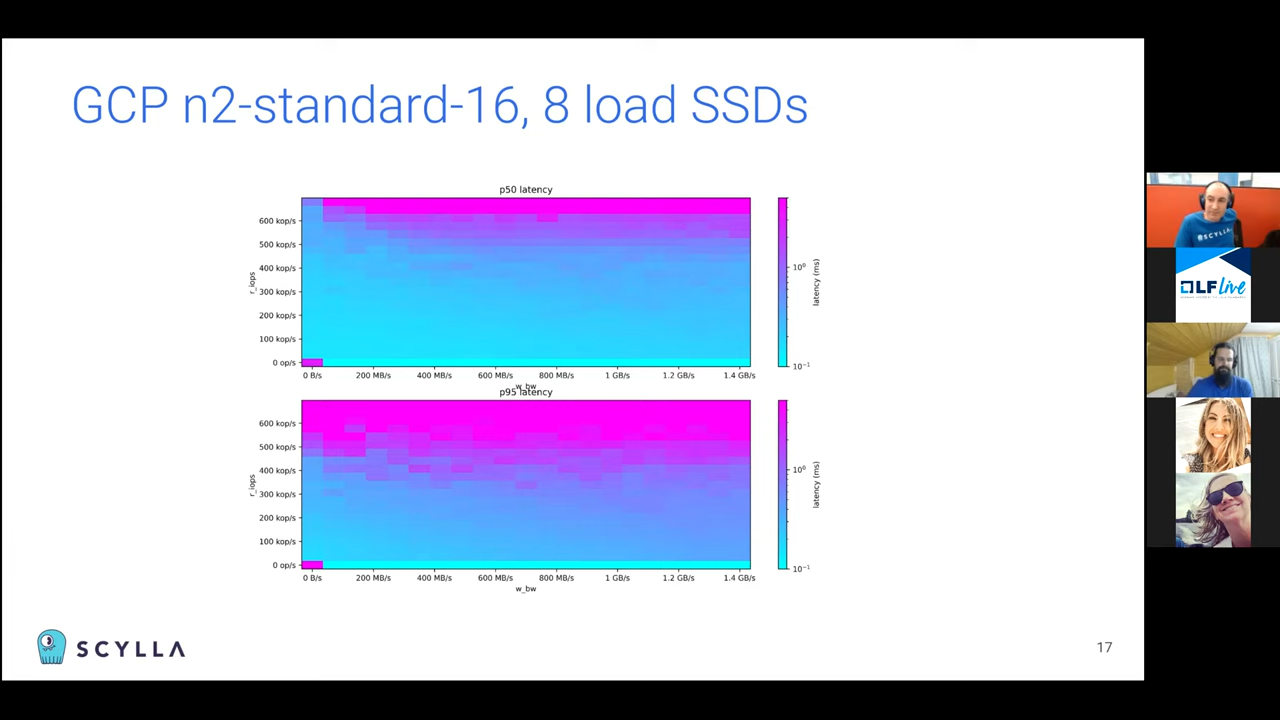 GCP n2-standard-16, 8 load SSDs
p50 latency
600 kop/s
500 kop/s
400 kop/s
300 kop/s
200 kop/s
100 kop/s
0 op/s
r_iops
0 B/s
200 MB/s
400 MB/s
600 MB/s
800 MB/s
1 GB/s
1.2 GB/s
1.4 GB/s
w_bw
10⁰
10⁻¹
latency (ms)
p95 latency
600 kop/s
500 kop/s
400 kop/s
300 kop/s
200 kop/s
100 kop/s
0 op/s
r_iops
0 B/s
200 MB/s
400 MB/s
600 MB/s
800 MB/s
1 GB/s
1.2 GB/s
1.4 GB/s
w_bw
10⁰
10⁻¹
latency (ms)
SCYLLA
17
SCYLLA
LF Live